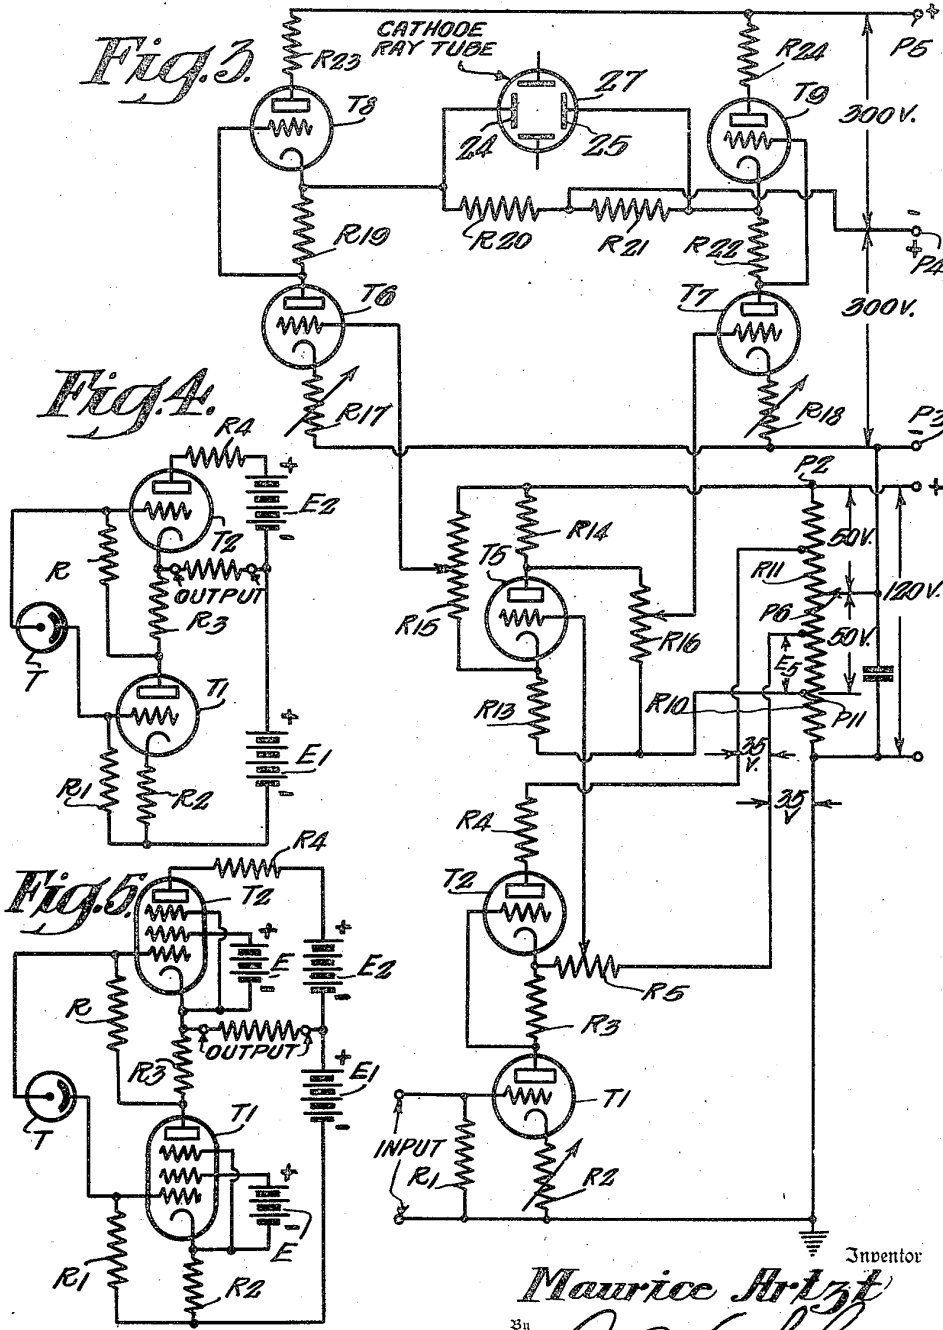 Fig. 3.
CATHODE
RAY TUBE
R23
T8
24
25
27
R24
T9
+
P5
300V.
R19
R20
R21
R22
-
+
P4
T6
T7
300V.
R17
R18
P3
-
Fig. 4.
R4
+
E2
-
T2
R
OUTPUT
R3
T
T1
R1
R2
+
E1
-
P2
+
R14
T5
R15
R16
R13
50V.
R11
P6
50V.
E5
R10
P11
120V.
35
V.
35
V
R4
T2
R5
R3
T1
INPUT
R1
R2
Fig. 5.
R4
T2
+
E
-
+
E2
-
R
OUTPUT
R3
+
E1
-
T
T1
+
E
-
R1
R2
Inventor
Maurice Artzt
By